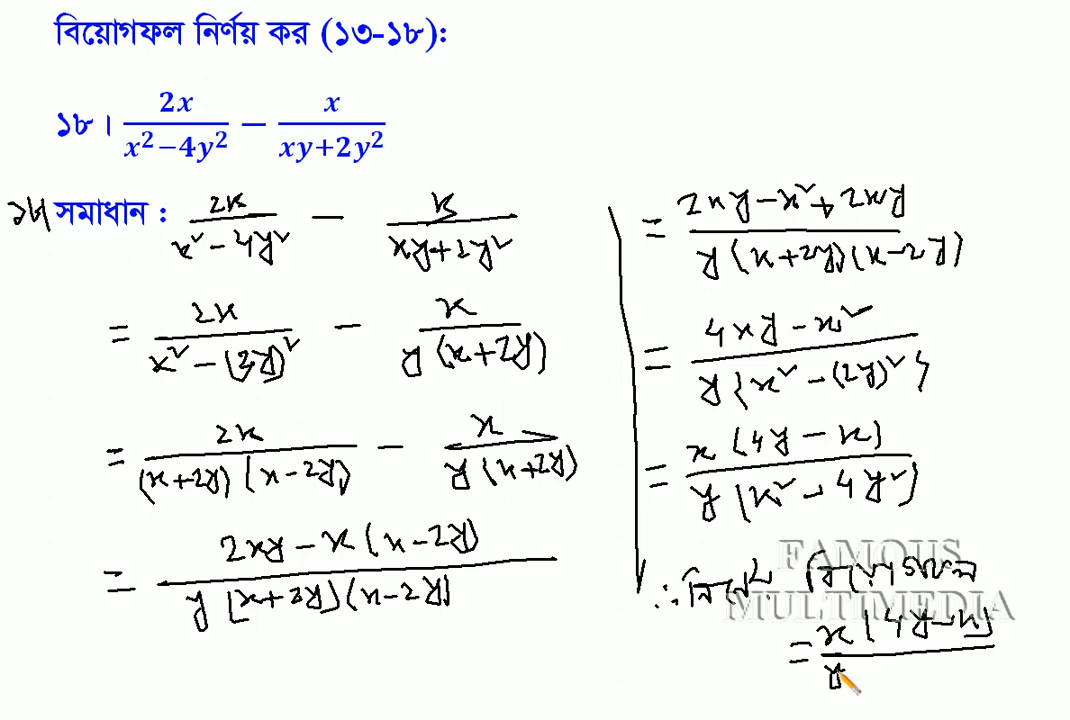 বিয়োগফল নির্ণয় কর (১৩-১৮):
১৮। 2x/(x²−4y²) − x/(xy+2y²)
১৮। সমাধান : 2x/(x²−4y²) − x/(xy+2y²)
= 2x/(x²−(2y)²) − x/(y(x+2y))
= 2x/((x+2y)(x−2y)) − x/(y(x+2y))
= (2xy−x(x−2y))/(y(x+2y)(x−2y))
= (2xy−x²+2xy)/(y(x+2y)(x−2y))
= (4xy−x²)/(y{x²−(2y)²})
= x(4y−x)/(y(x²−4y²))
∴ নির্ণেয় বিয়োগফল
= x(4y−x)/y
FAMOUS
MULTIMEDIA